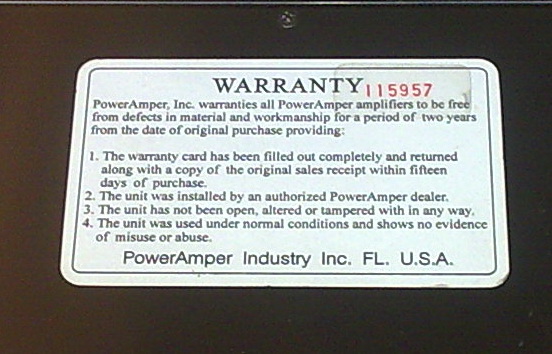 WARRANTY 115957
PowerAmper, Inc. warranties all PowerAmper amplifiers to be free
from defects in material and workmanship for a period of two years
from the date of original purchase providing:
1. The warranty card has been filled out completely and returned
along with a copy of the original sales receipt within fifteen
days of purchase.
2. The unit was installed by an authorized PowerAmper dealer.
3. The unit has not been open, altered or tampered with in any way.
4. The unit was used under normal conditions and shows no evidence
of misuse or abuse.
PowerAmper Industry Inc. FL. U.S.A.